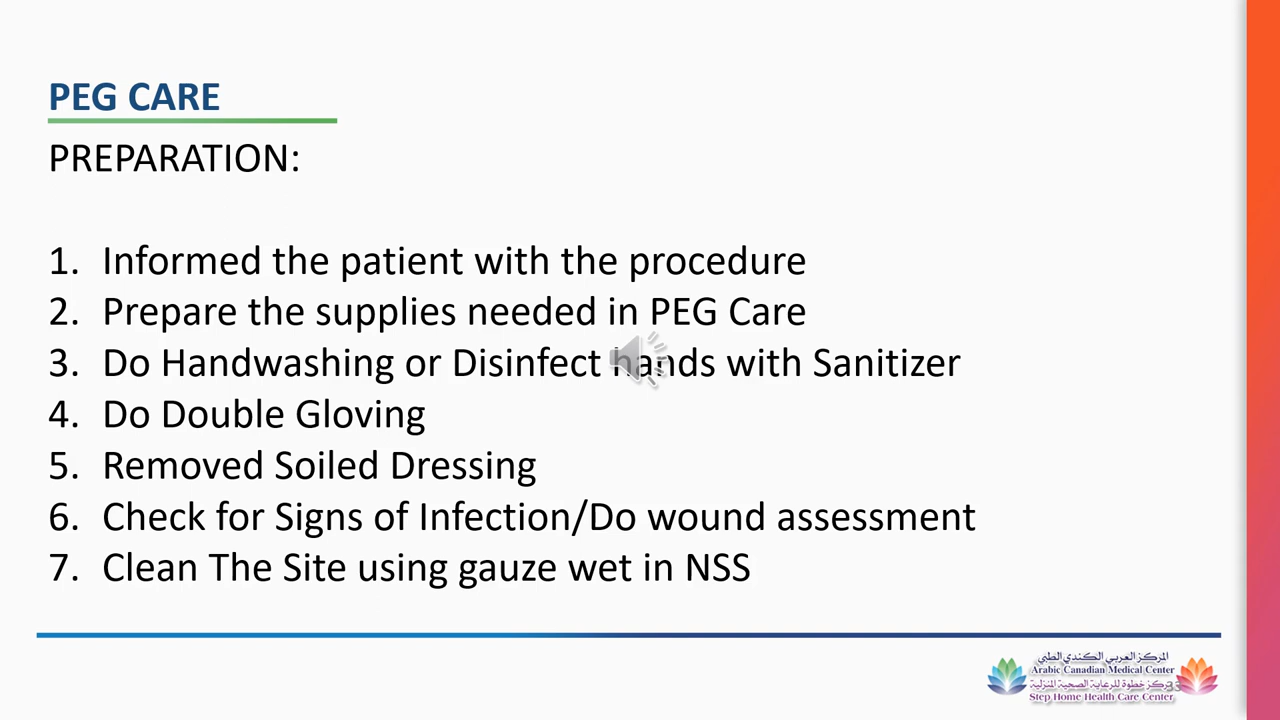 PEG CARE
PREPARATION:
1. Informed the patient with the procedure
2. Prepare the supplies needed in PEG Care
3. Do Handwashing or Disinfect hands with Sanitizer
4. Do Double Gloving
5. Removed Soiled Dressing
6. Check for Signs of Infection/Do wound assessment
7. Clean The Site using gauze wet in NSS
المركز العربي الكندي الطبي
Arabic Canadian Medical Center
مركز خطوة للرعاية الصحية المنزلية
33
Step Home Health Care Center